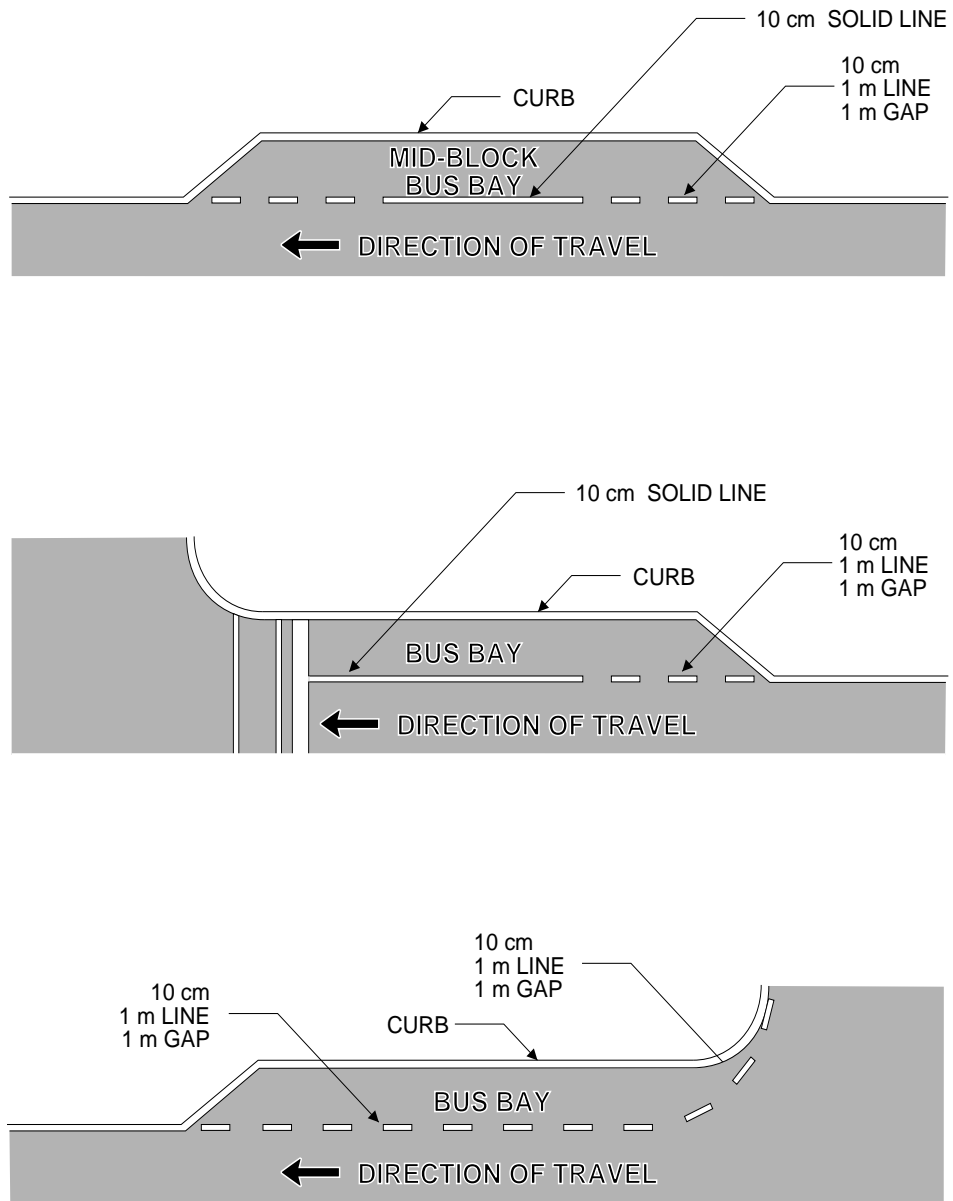 10 cm  SOLID LINE
10 cm
1 m LINE
1 m GAP
CURB
MID-BLOCK
BUS BAY
DIRECTION OF TRAVEL
10 cm  SOLID LINE
10 cm
1 m LINE
1 m GAP
CURB
BUS BAY
DIRECTION OF TRAVEL
10 cm
1 m LINE
1 m GAP
10 cm
1 m LINE
1 m GAP
CURB
BUS BAY
DIRECTION OF TRAVEL